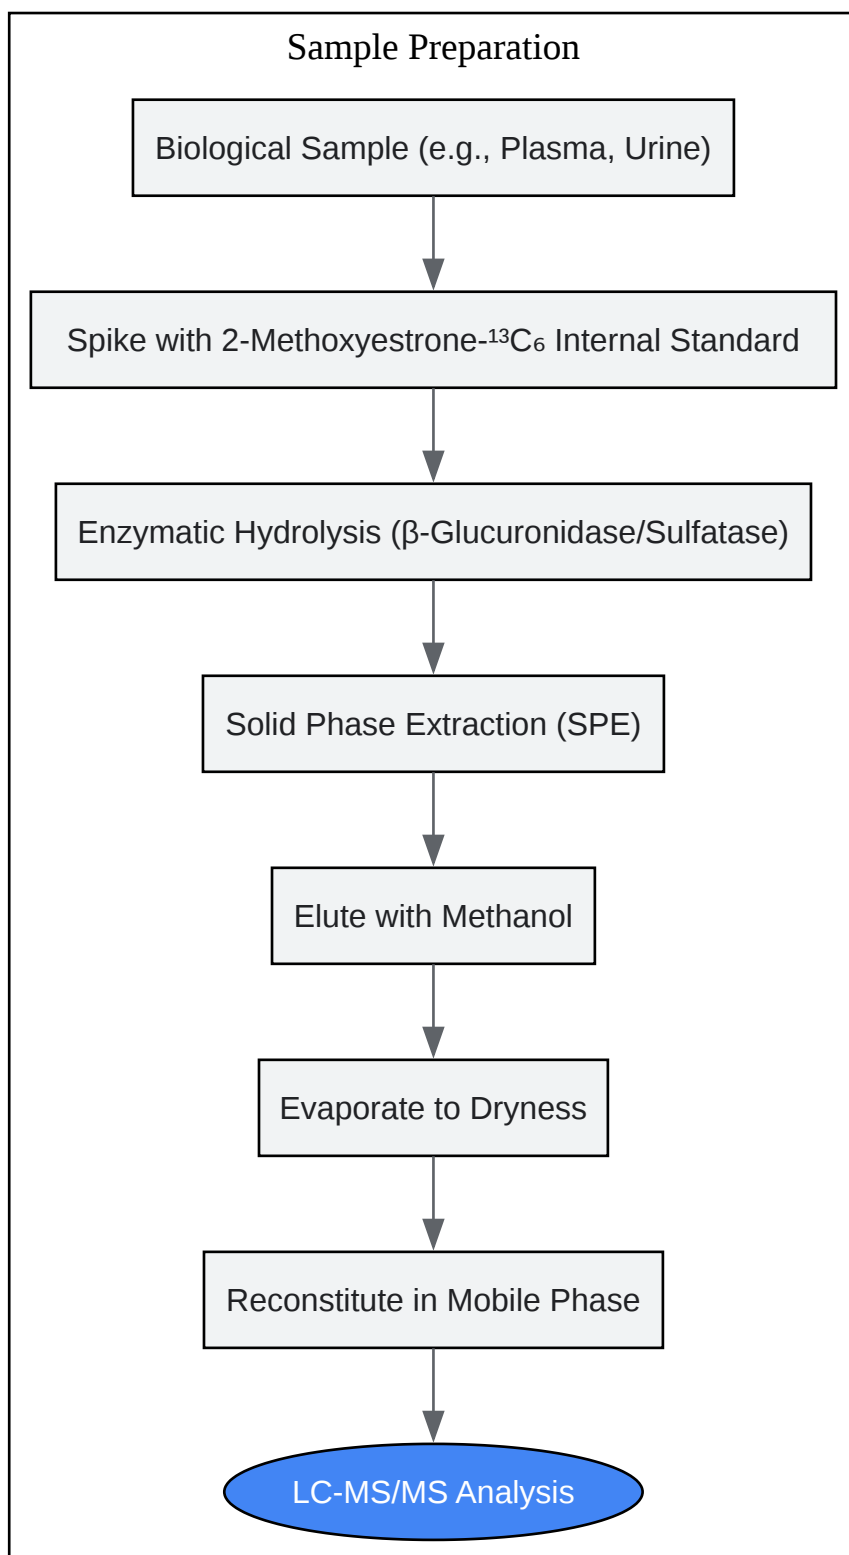 Sample Preparation
Biological Sample (e.g., Plasma, Urine)
Spike with 2-Methoxyestrone-¹³C₆ Internal Standard
Enzymatic Hydrolysis (β-Glucuronidase/Sulfatase)
Solid Phase Extraction (SPE)
Elute with Methanol
Evaporate to Dryness
Reconstitute in Mobile Phase
LC-MS/MS Analysis